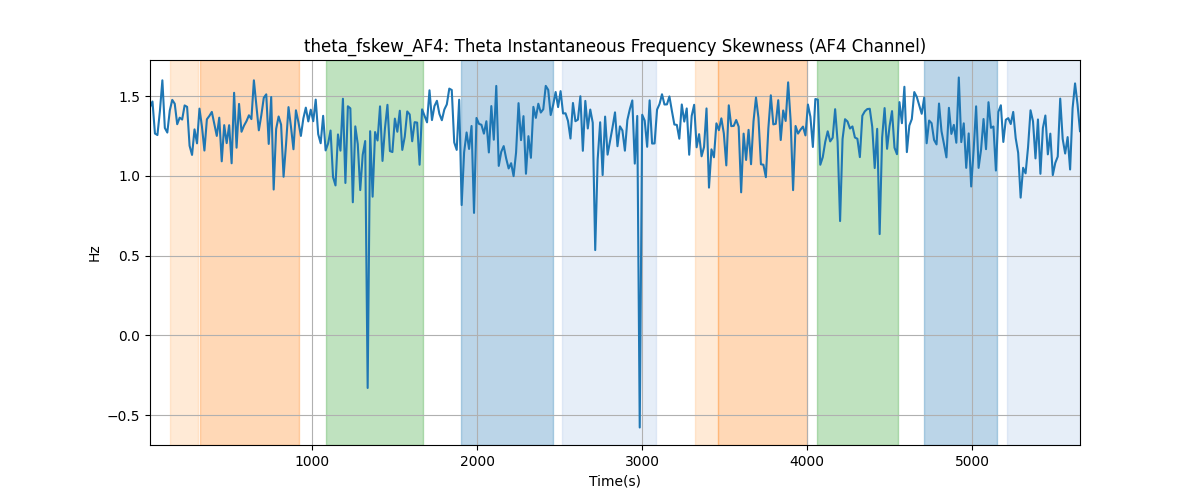 theta_fskew_AF4: Theta Instantaneous Frequency Skewness (AF4 Channel)
1.5
1.0
0.5
0.0
−0.5
Hz
1000 2000 3000 4000 5000
Time(s)